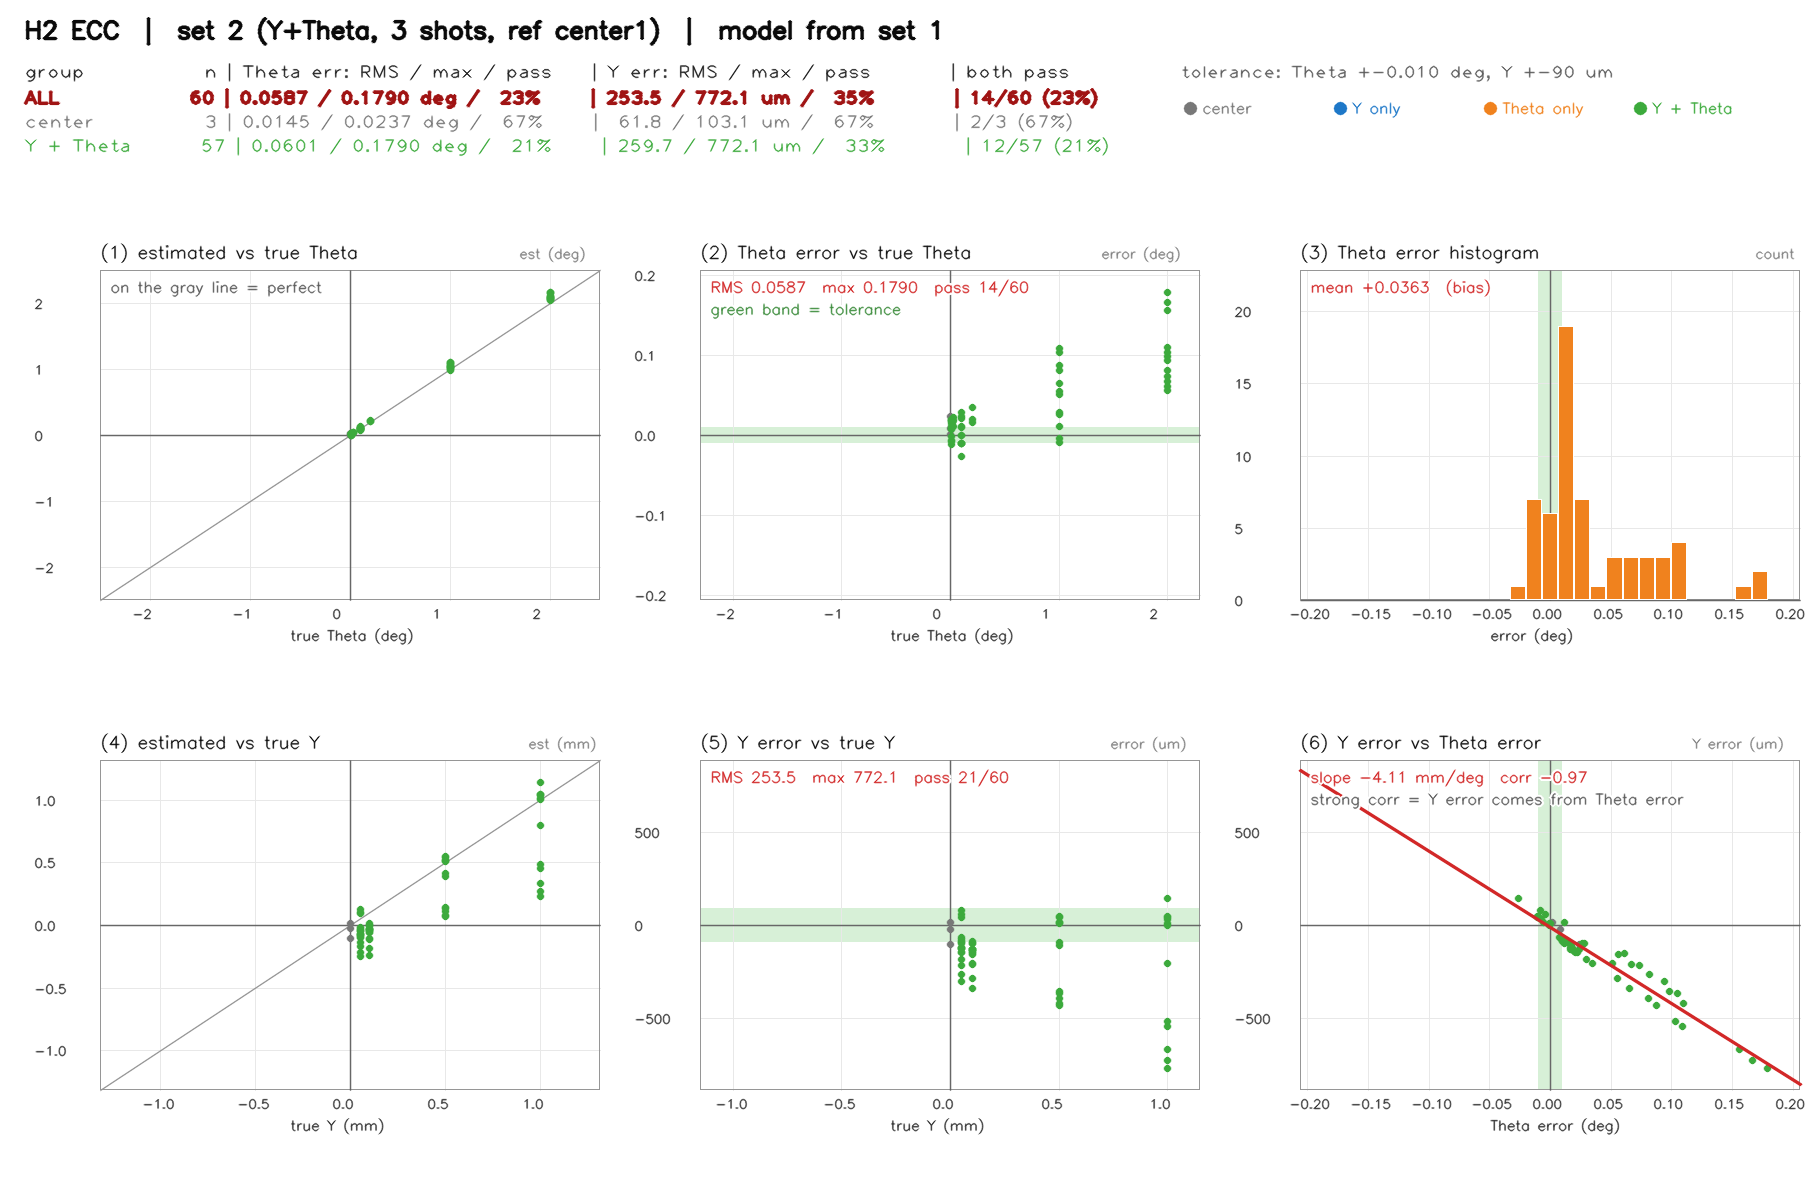 H2 ECC | set 2 (Y+Theta, 3 shots, ref center1) | model from set 1
group n | Theta err: RMS / max / pass | Y err: RMS / max / pass | both pass
ALL 60 | 0.0587 / 0.1790 deg / 23% | 253.5 / 772.1 um / 35% | 14/60 (23%)
center 3 | 0.0145 / 0.0237 deg / 67% | 61.8 / 103.1 um / 67% | 2/3 (67%)
Y + Theta 57 | 0.0601 / 0.1790 deg / 21% | 259.7 / 772.1 um / 33% | 12/57 (21%)
tolerance: Theta +-0.010 deg, Y +-90 um
center Y only Theta only Y + Theta
(1) estimated vs true Theta est (deg)
on the gray line = perfect
2
1
0
-1
-2
-2 -1 0 1 2
true Theta (deg)
(2) Theta error vs true Theta error (deg)
RMS 0.0587 max 0.1790 pass 14/60
green band = tolerance
0.2
0.1
0.0
-0.1
-0.2
-2 -1 0 1 2
true Theta (deg)
(3) Theta error histogram count
mean +0.0363 (bias)
20
15
10
5
0
-0.20 -0.15 -0.10 -0.05 0.00 0.05 0.10 0.15 0.20
error (deg)
(4) estimated vs true Y est (mm)
1.0
0.5
0.0
-0.5
-1.0
-1.0 -0.5 0.0 0.5 1.0
true Y (mm)
(5) Y error vs true Y error (um)
RMS 253.5 max 772.1 pass 21/60
500
0
-500
-1.0 -0.5 0.0 0.5 1.0
true Y (mm)
(6) Y error vs Theta error Y error (um)
slope -4.11 mm/deg corr -0.97
strong corr = Y error comes from Theta error
500
0
-500
-0.20 -0.15 -0.10 -0.05 0.00 0.05 0.10 0.15 0.20
Theta error (deg)